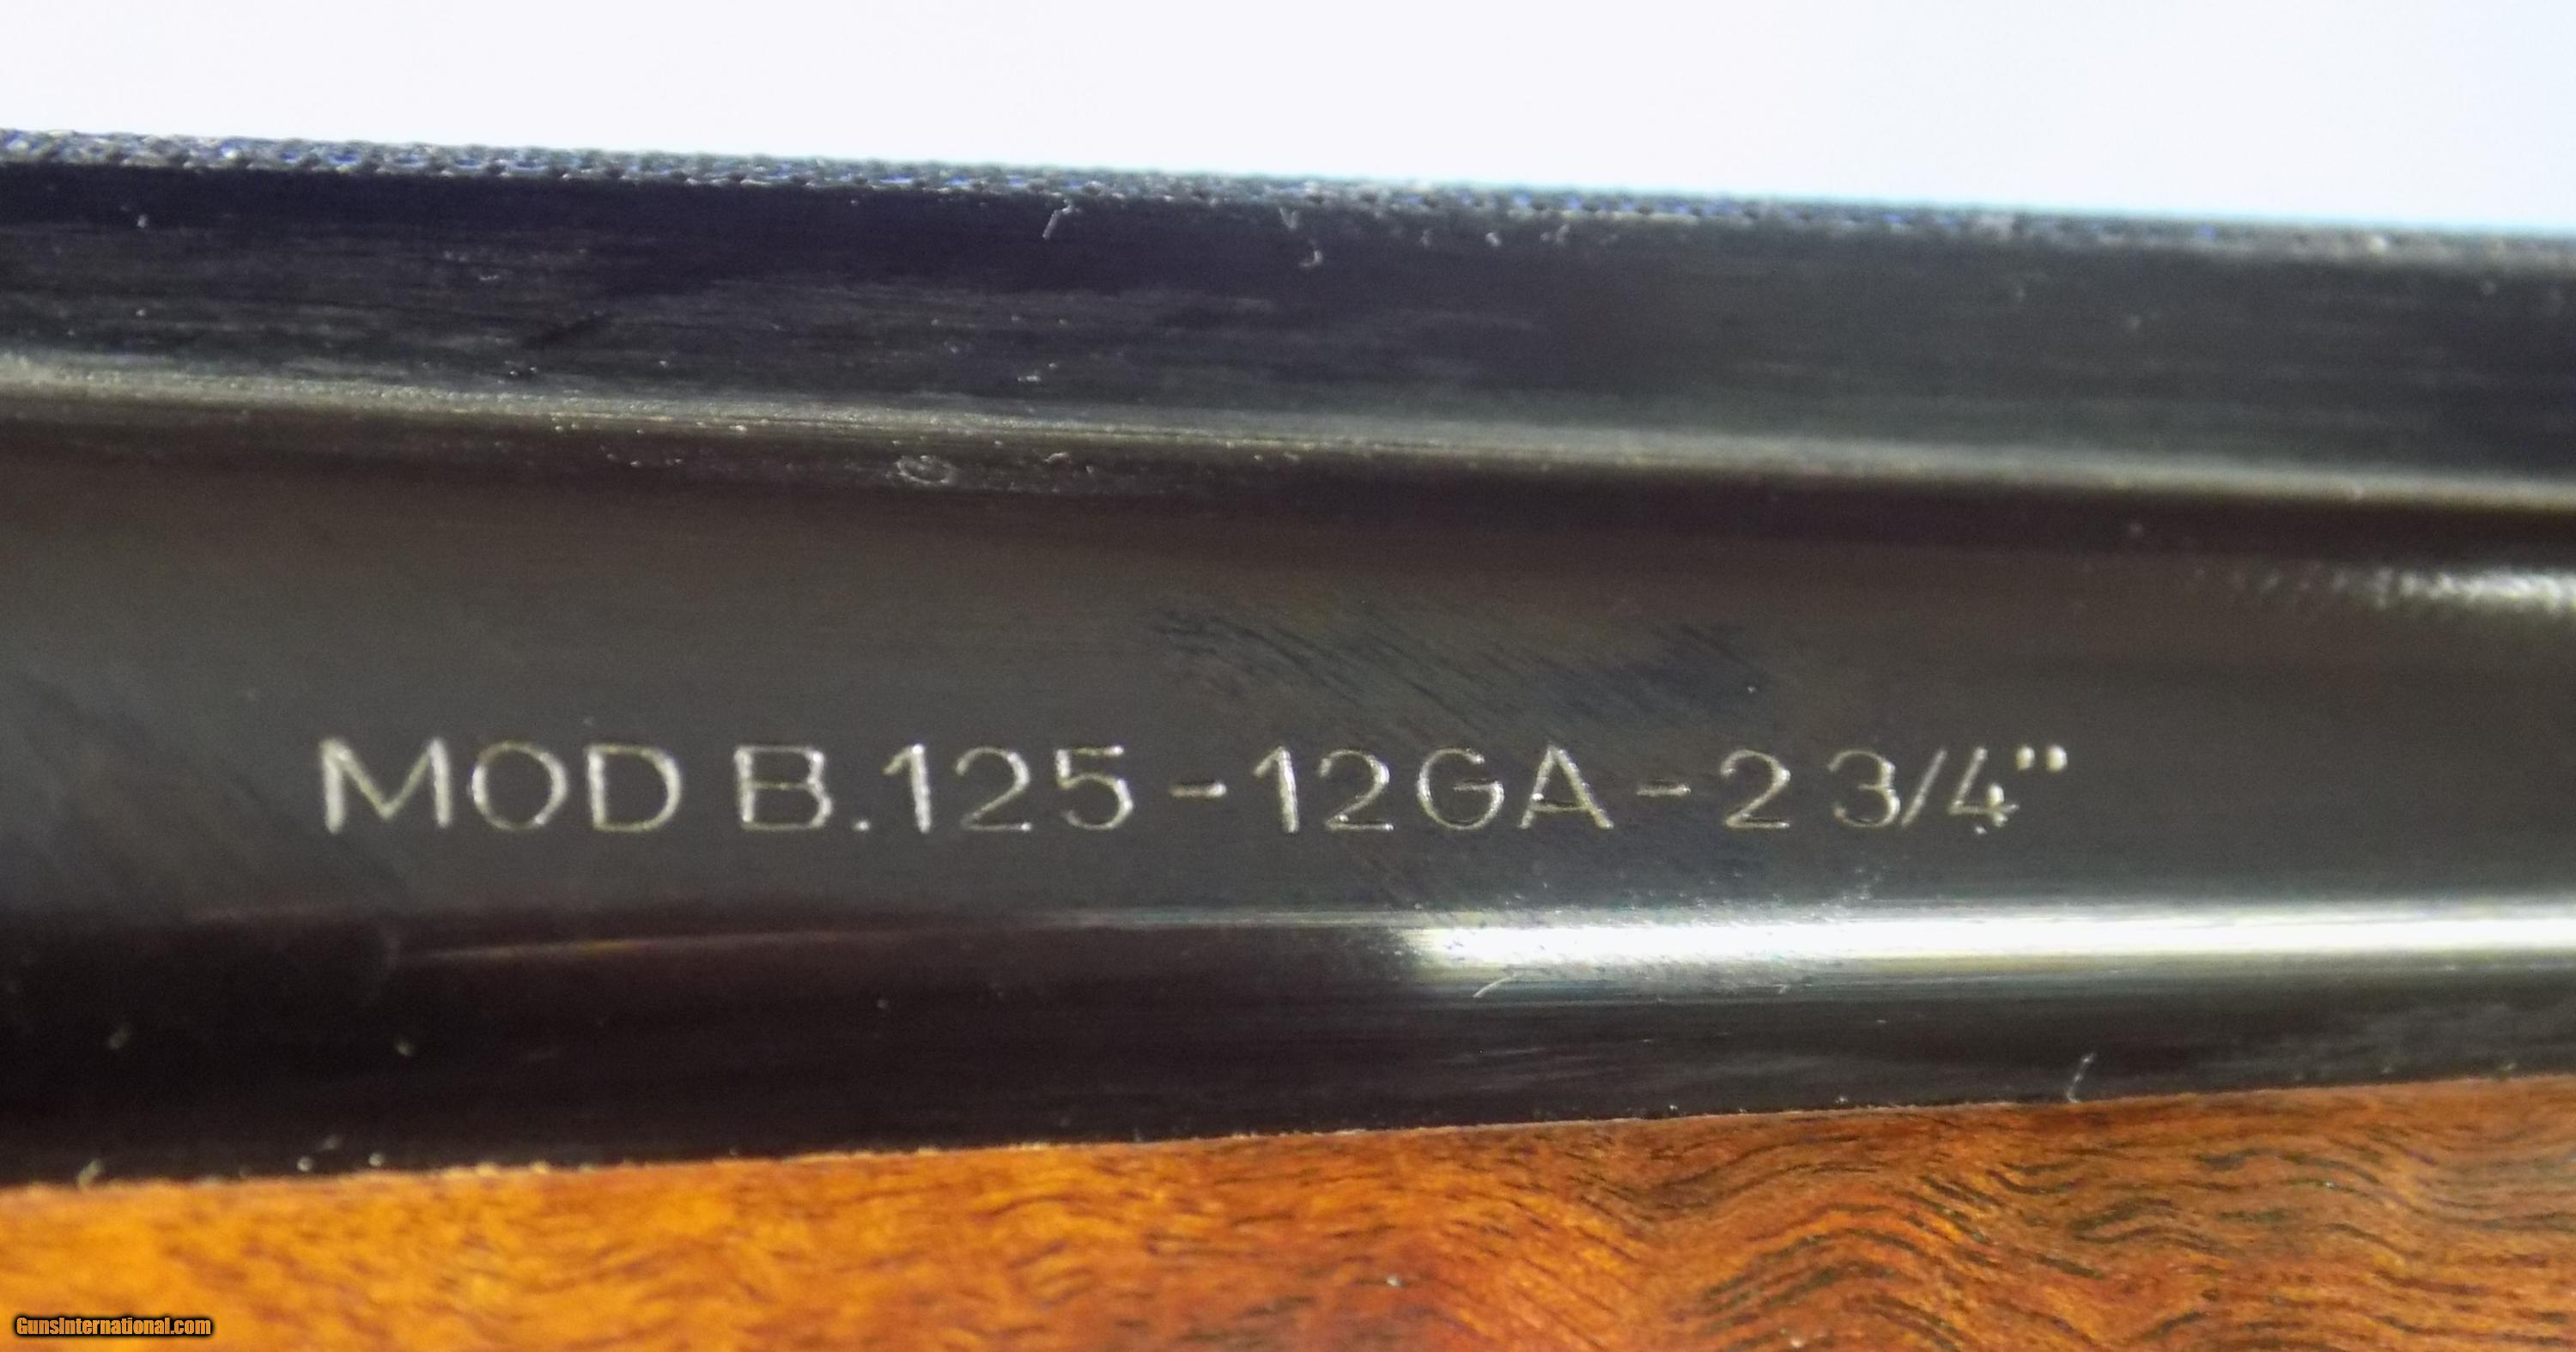 MOD B.125-12GA-2 3/4"
GunsInternational.com